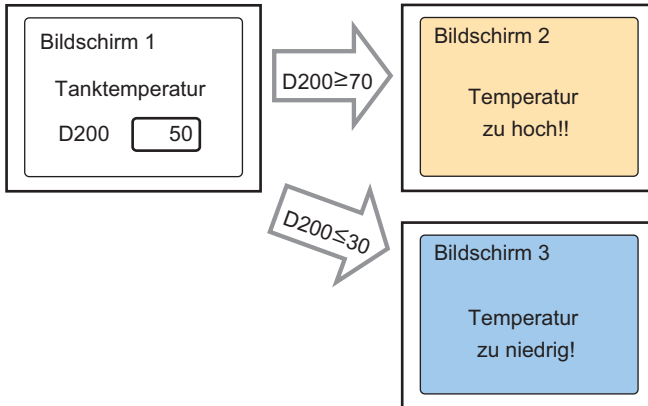 Bildschirm 1
Tanktemperatur
D200 50
D200≥70
Bildschirm 2
Temperatur
zu hoch!!
D200≤30
Bildschirm 3
Temperatur
zu niedrig!